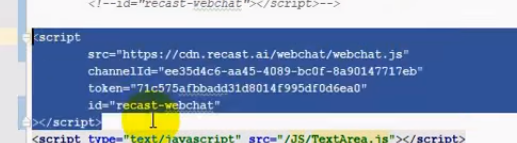 <!--id="recast-webchat"></script>-->
<script
src="https://cdn.recast.ai/webchat/webchat.js"
channelId="ee35d4c6-aa45-4089-bc0f-8a90147717eb"
token="71c575afbbadd31d8014f995df0d6ea0"
id="recast-webchat"
></script>
<script type="text/javascript" src="/JS/TextArea.js"></script>